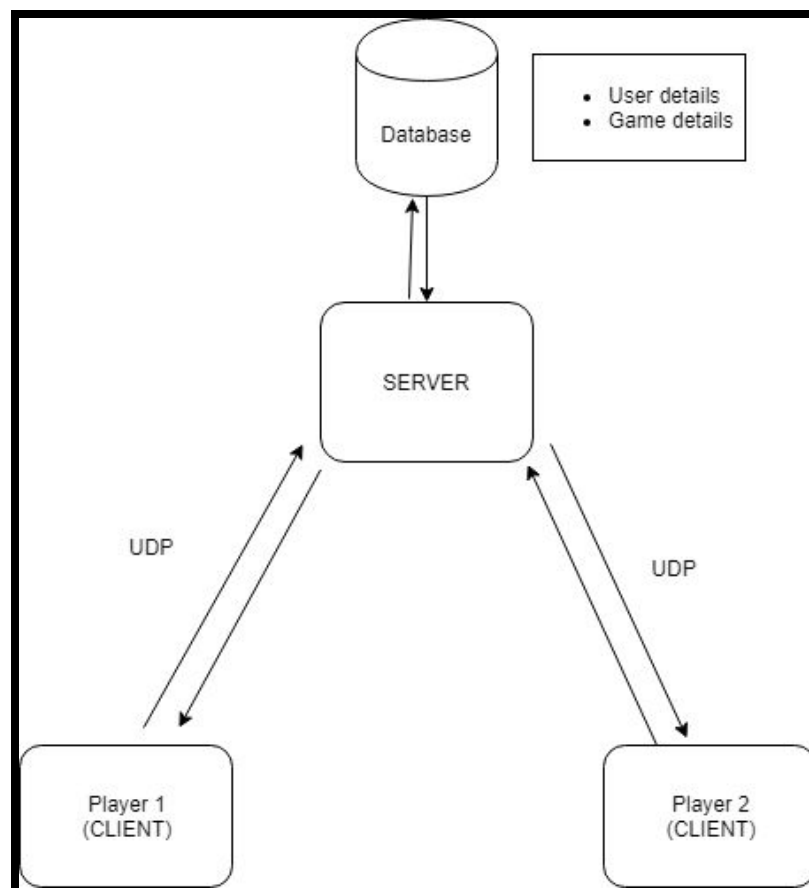 Database
User details
Game details
SERVER
UDP
UDP
Player 1
(CLIENT)
Player 2
(CLIENT)